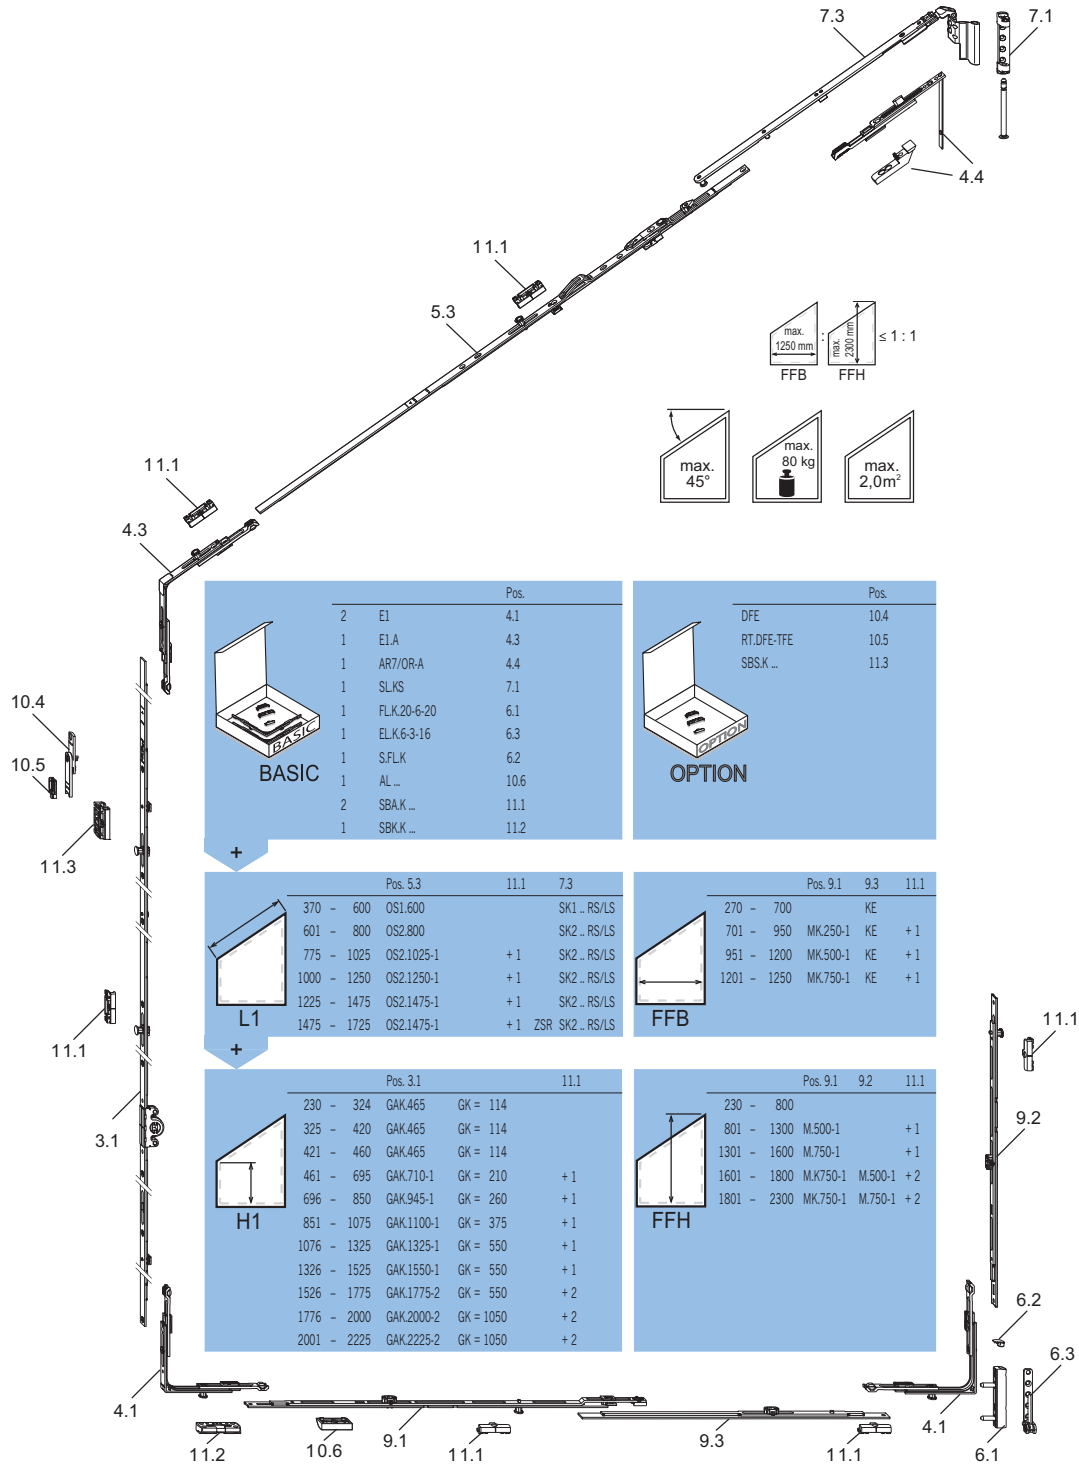 7.3
7.1
4.4
11.1
5.3
max.
1250 mm
:
max.
2300 mm
≤ 1 : 1
FFB
FFH
11.1
max.
45°
max.
80 kg
max.
2,0m²
4.3
Pos.
2 E1 4.1
1 E1.A 4.3
1 AR7/OR-A 4.4
1 SL.KS 7.1
1 FL.K.20-6-20 6.1
1 EL.K.6-3-16 6.3
1 S.FL.K 6.2
1 AL ... 10.6
2 SBA.K ... 11.1
1 SBK.K ... 11.2
BASIC
BASIC
Pos.
DFE 10.4
RT.DFE-TFE 10.5
SBS.K ... 11.3
OPTION
OPTION
10.4
10.5
11.3
+
Pos. 5.3 11.1 7.3
370 – 600 OS1.600 SK1 .. RS/LS
601 – 800 OS2.800 SK2 .. RS/LS
775 – 1025 OS2.1025-1 + 1 SK2 .. RS/LS
1000 – 1250 OS2.1250-1 + 1 SK2 .. RS/LS
1225 – 1475 OS2.1475-1 + 1 SK2 .. RS/LS
1475 – 1725 OS2.1475-1 + 1 ZSR SK2 .. RS/LS
L1
Pos. 9.1 9.3 11.1
270 – 700 KE
701 – 950 MK.250-1 KE + 1
951 – 1200 MK.500-1 KE + 1
1201 – 1250 MK.750-1 KE + 1
FFB
11.1
11.1
+
Pos. 3.1 11.1
230 – 324 GAK.465 GK = 114
325 – 420 GAK.465 GK = 114
421 – 460 GAK.465 GK = 114
461 – 695 GAK.710-1 GK = 210 + 1
696 – 850 GAK.945-1 GK = 260 + 1
851 – 1075 GAK.1100-1 GK = 375 + 1
1076 – 1325 GAK.1325-1 GK = 550 + 1
1326 – 1525 GAK.1550-1 GK = 550 + 1
1526 – 1775 GAK.1775-2 GK = 550 + 2
1776 – 2000 GAK.2000-2 GK = 1050 + 2
2001 – 2225 GAK.2225-2 GK = 1050 + 2
H1
Pos. 9.1 9.2 11.1
230 – 800
801 – 1300 M.500-1 + 1
1301 – 1600 M.750-1 + 1
1601 – 1800 M.K750-1 M.500-1 + 2
1801 – 2300 MK.750-1 M.750-1 + 2
FFH
3.1
9.2
6.2
6.3
4.1
11.2
10.6
9.1
11.1
9.3
11.1
4.1
6.1